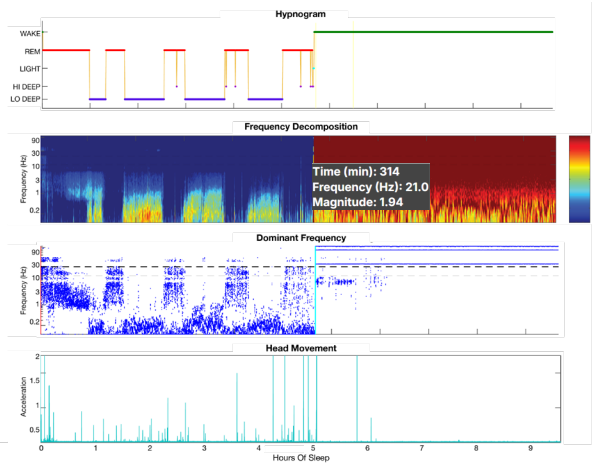 Hypnogram
WAKE
REM
LIGHT
HI DEEP
LO DEEP
Frequency Decomposition
Frequency (Hz)
90
30
10
3
1
0.2
Time (min): 314
Frequency (Hz): 21.0
Magnitude: 1.94
Dominant Frequency
Frequency (Hz)
90
30
10
3
1
0.2
Head Movement
Acceleration
2
1.5
1
0.5
0 1 2 3 4 5 6 7 8 9
Hours Of Sleep